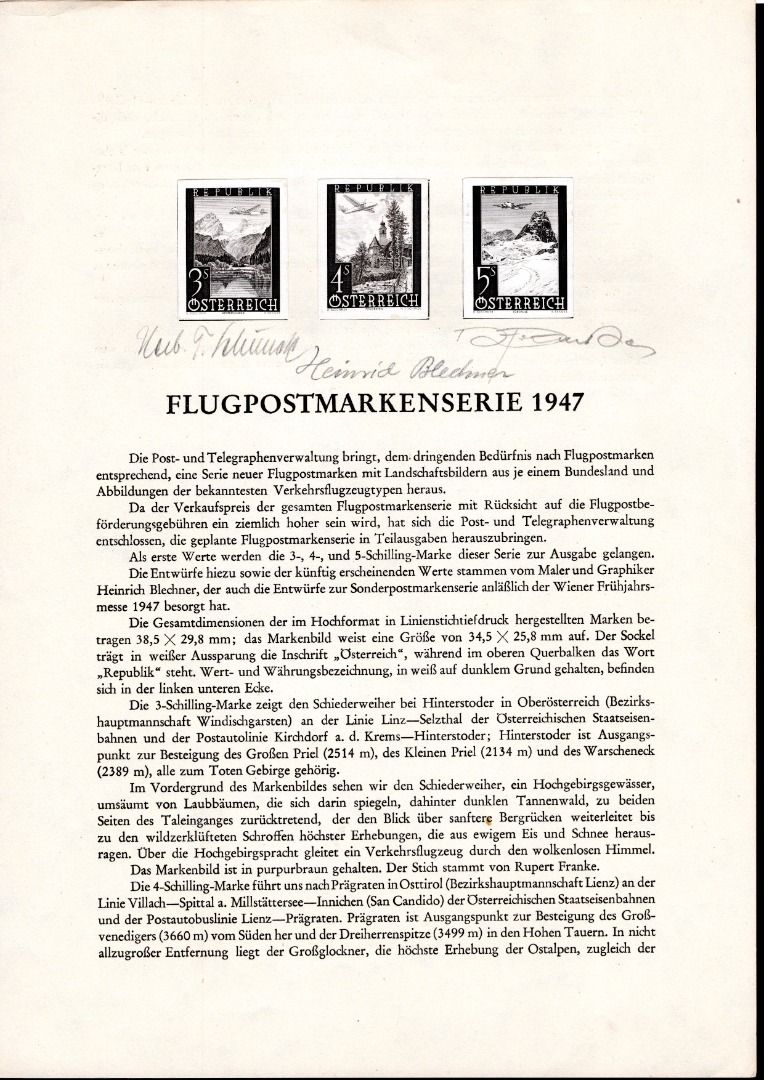 REPUBLIK
3S
ÖSTERREICH
REPUBLIK
4S
ÖSTERREICH
REPUBLIK
5S
ÖSTERREICH
Heinrich Blechner
FLUGPOSTMARKENSERIE 1947
Die Post- und Telegraphenverwaltung bringt, dem dringenden Bedürfnis nach Flugpostmarken
entsprechend, eine Serie neuer Flugpostmarken mit Landschaftsbildern aus je einem Bundesland und
Abbildungen der bekanntesten Verkehrsflugzeugtypen heraus.
Da der Verkaufspreis der gesamten Flugpostmarkenserie mit Rücksicht auf die Flugpostbe-
förderungsgebühren ein ziemlich hoher sein wird, hat sich die Post- und Telegraphenverwaltung
entschlossen, die geplante Flugpostmarkenserie in Teilausgaben herauszubringen.
Als erste Werte werden die 3-, 4-, und 5-Schilling-Marke dieser Serie zur Ausgabe gelangen.
Die Entwürfe hiezu sowie der künftig erscheinenden Werte stammen vom Maler und Graphiker
Heinrich Blechner, der auch die Entwürfe zur Sonderpostmarkenserie anläßlich der Wiener Frühjahrs-
messe 1947 besorgt hat.
Die Gesamtdimensionen der im Hochformat in Linienstichtiefdruck hergestellten Marken be-
tragen 38,5 × 29,8 mm; das Markenbild weist eine Größe von 34,5 × 25,8 mm auf. Der Sockel
trägt in weißer Aussparung die Inschrift „Österreich“, während im oberen Querbalken das Wort
„Republik“ steht. Wert- und Währungsbezeichnung, in weiß auf dunklem Grund gehalten, befinden
sich in der linken unteren Ecke.
Die 3-Schilling-Marke zeigt den Schiederweiher bei Hinterstoder in Oberösterreich (Bezirks-
hauptmannschaft Windischgarsten) an der Linie Linz—Selzthal der Österreichischen Staatseisen-
bahnen und der Postautolinie Kirchdorf a. d. Krems—Hinterstoder; Hinterstoder ist Ausgangs-
punkt zur Besteigung des Großen Priel (2514 m), des Kleinen Priel (2134 m) und des Warscheneck
(2389 m), alle zum Toten Gebirge gehörig.
Im Vordergrund des Markenbildes sehen wir den Schiederweiher, ein Hochgebirgsgewässer,
umsäumt von Laubbäumen, die sich darin spiegeln, dahinter dunklen Tannenwald, zu beiden
Seiten des Taleinganges zurücktretend, der den Blick über sanftere Bergrücken weiterleitet bis
zu den wildzerklüfteten Schroffen höchster Erhebungen, die aus ewigem Eis und Schnee heraus-
ragen. Über die Hochgebirgspracht gleitet ein Verkehrsflugzeug durch den wolkenlosen Himmel.
Das Markenbild ist in purpurbraun gehalten. Der Stich stammt von Rupert Franke.
Die 4-Schilling-Marke führt uns nach Prägraten in Osttirol (Bezirkshauptmannschaft Lienz) an der
Linie Villach—Spittal a. Millstättersee—Innichen (San Candido) der Österreichischen Staatseisenbahnen
und der Postautobuslinie Lienz—Prägraten. Prägraten ist Ausgangspunkt zur Besteigung des Groß-
venedigers (3660 m) vom Süden her und der Dreiherrenspitze (3499 m) in den Hohen Tauern. In nicht
allzugroßer Entfernung liegt der Großglockner, die höchste Erhebung der Ostalpen, zugleich der